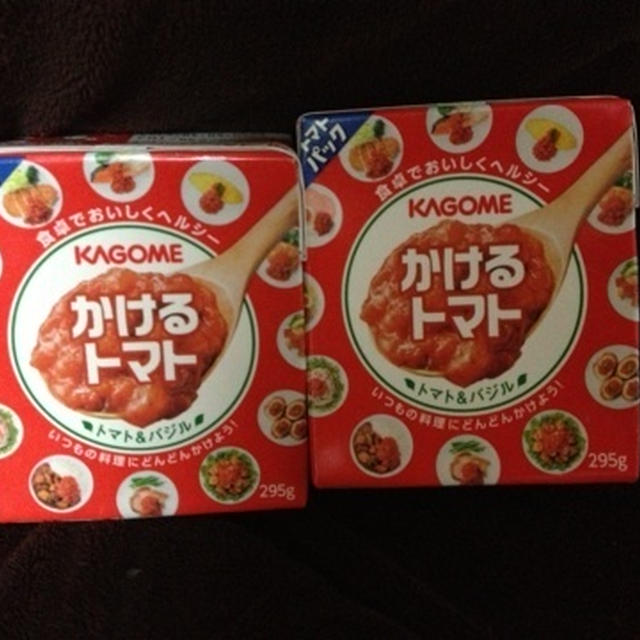 食卓でおいしくヘルシー
KAGOME
かける
トマト
トマト&バジル
いつもの料理にどんどんかけよう!
295g
トマト
パック
食卓でおいしくヘルシー
KAGOME
かける
トマト
トマト&バジル
いつもの料理にどんどんかけよう!
295g